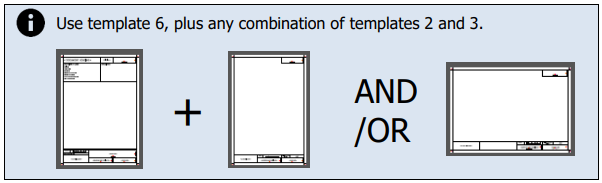 Use template 6, plus any combination of templates 2 and 3.
+
AND
/OR